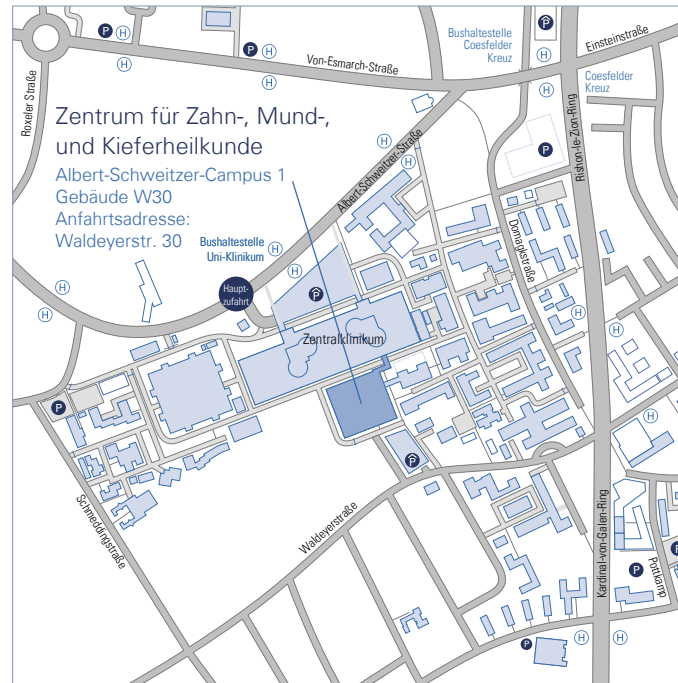 P
H
H
P
H
H
Von-Esmarch-Straße
Bushaltestelle
Coesfelder
Kreuz
P
H
H
Einsteinstraße
Coesfelder
Kreuz
Roxeler Straße
Rishon-le-Zion-Ring
Zentrum für Zahn-, Mund-,
und Kieferheilkunde
Albert-Schweitzer-Campus 1
Gebäude W30
Anfahrtsadresse:
Waldeyerstr. 30
Albert-Schweitzer-Straße
H
H
P
Bushaltestelle
Uni-Klinikum
H
H
Domagkstraße
Haupt-
zufahrt
P
H
H
H
H
Zentralklinikum
P
H
P
Schmeddingstraße
Waldeyerstraße
Kardinal-von-Galen-Ring
P
P
Pottkamp
P
H
H